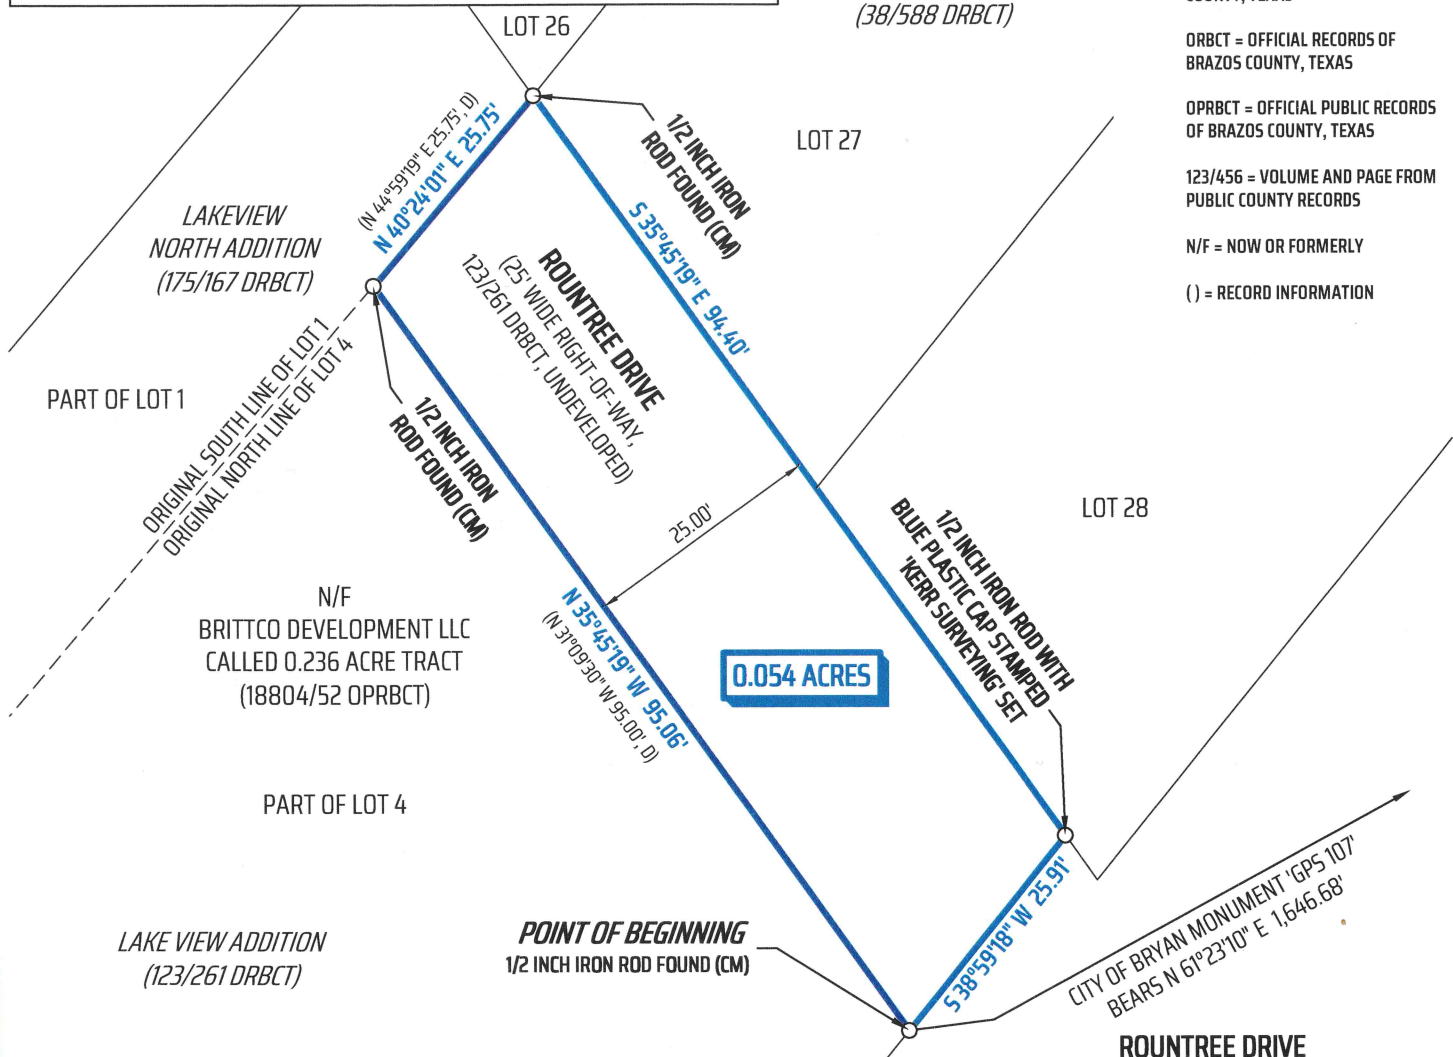 LOT 26
(38/588 DRBCT)
ORBCT = OFFICIAL RECORDS OF
BRAZOS COUNTY, TEXAS
OPRBCT = OFFICIAL PUBLIC RECORDS
OF BRAZOS COUNTY, TEXAS
123/456 = VOLUME AND PAGE FROM
PUBLIC COUNTY RECORDS
N/F = NOW OR FORMERLY
( ) = RECORD INFORMATION
(N 44°59'19" E 25.75', D)
N 40°24'01" E 25.75'
1/2 INCH IRON
ROD FOUND (CM)
LOT 27
LAKEVIEW
NORTH ADDITION
(175/167 DRBCT)
S 35°45'19" E 94.40'
ROUNTREE DRIVE
(25' WIDE RIGHT-OF-WAY,
123/261 DRBCT, UNDEVELOPED)
ORIGINAL SOUTH LINE OF LOT 1
ORIGINAL NORTH LINE OF LOT 4
PART OF LOT 1
1/2 INCH IRON
ROD FOUND (CM)
25.00'
LOT 28
1/2 INCH IRON ROD WITH
BLUE PLASTIC CAP STAMPED
'KERR SURVEYING' SET
N/F
BRITTCO DEVELOPMENT LLC
CALLED 0.236 ACRE TRACT
(18804/52 OPRBCT)
N 35°45'19" W 95.06'
(N 31°09'30" W 95.00', D)
0.054 ACRES
PART OF LOT 4
LAKE VIEW ADDITION
(123/261 DRBCT)
POINT OF BEGINNING
1/2 INCH IRON ROD FOUND (CM)
S 38°59'18" W 25.91'
CITY OF BRYAN MONUMENT 'GPS 107'
BEARS N 61°23'10" E 1,646.68'
ROUNTREE DRIVE